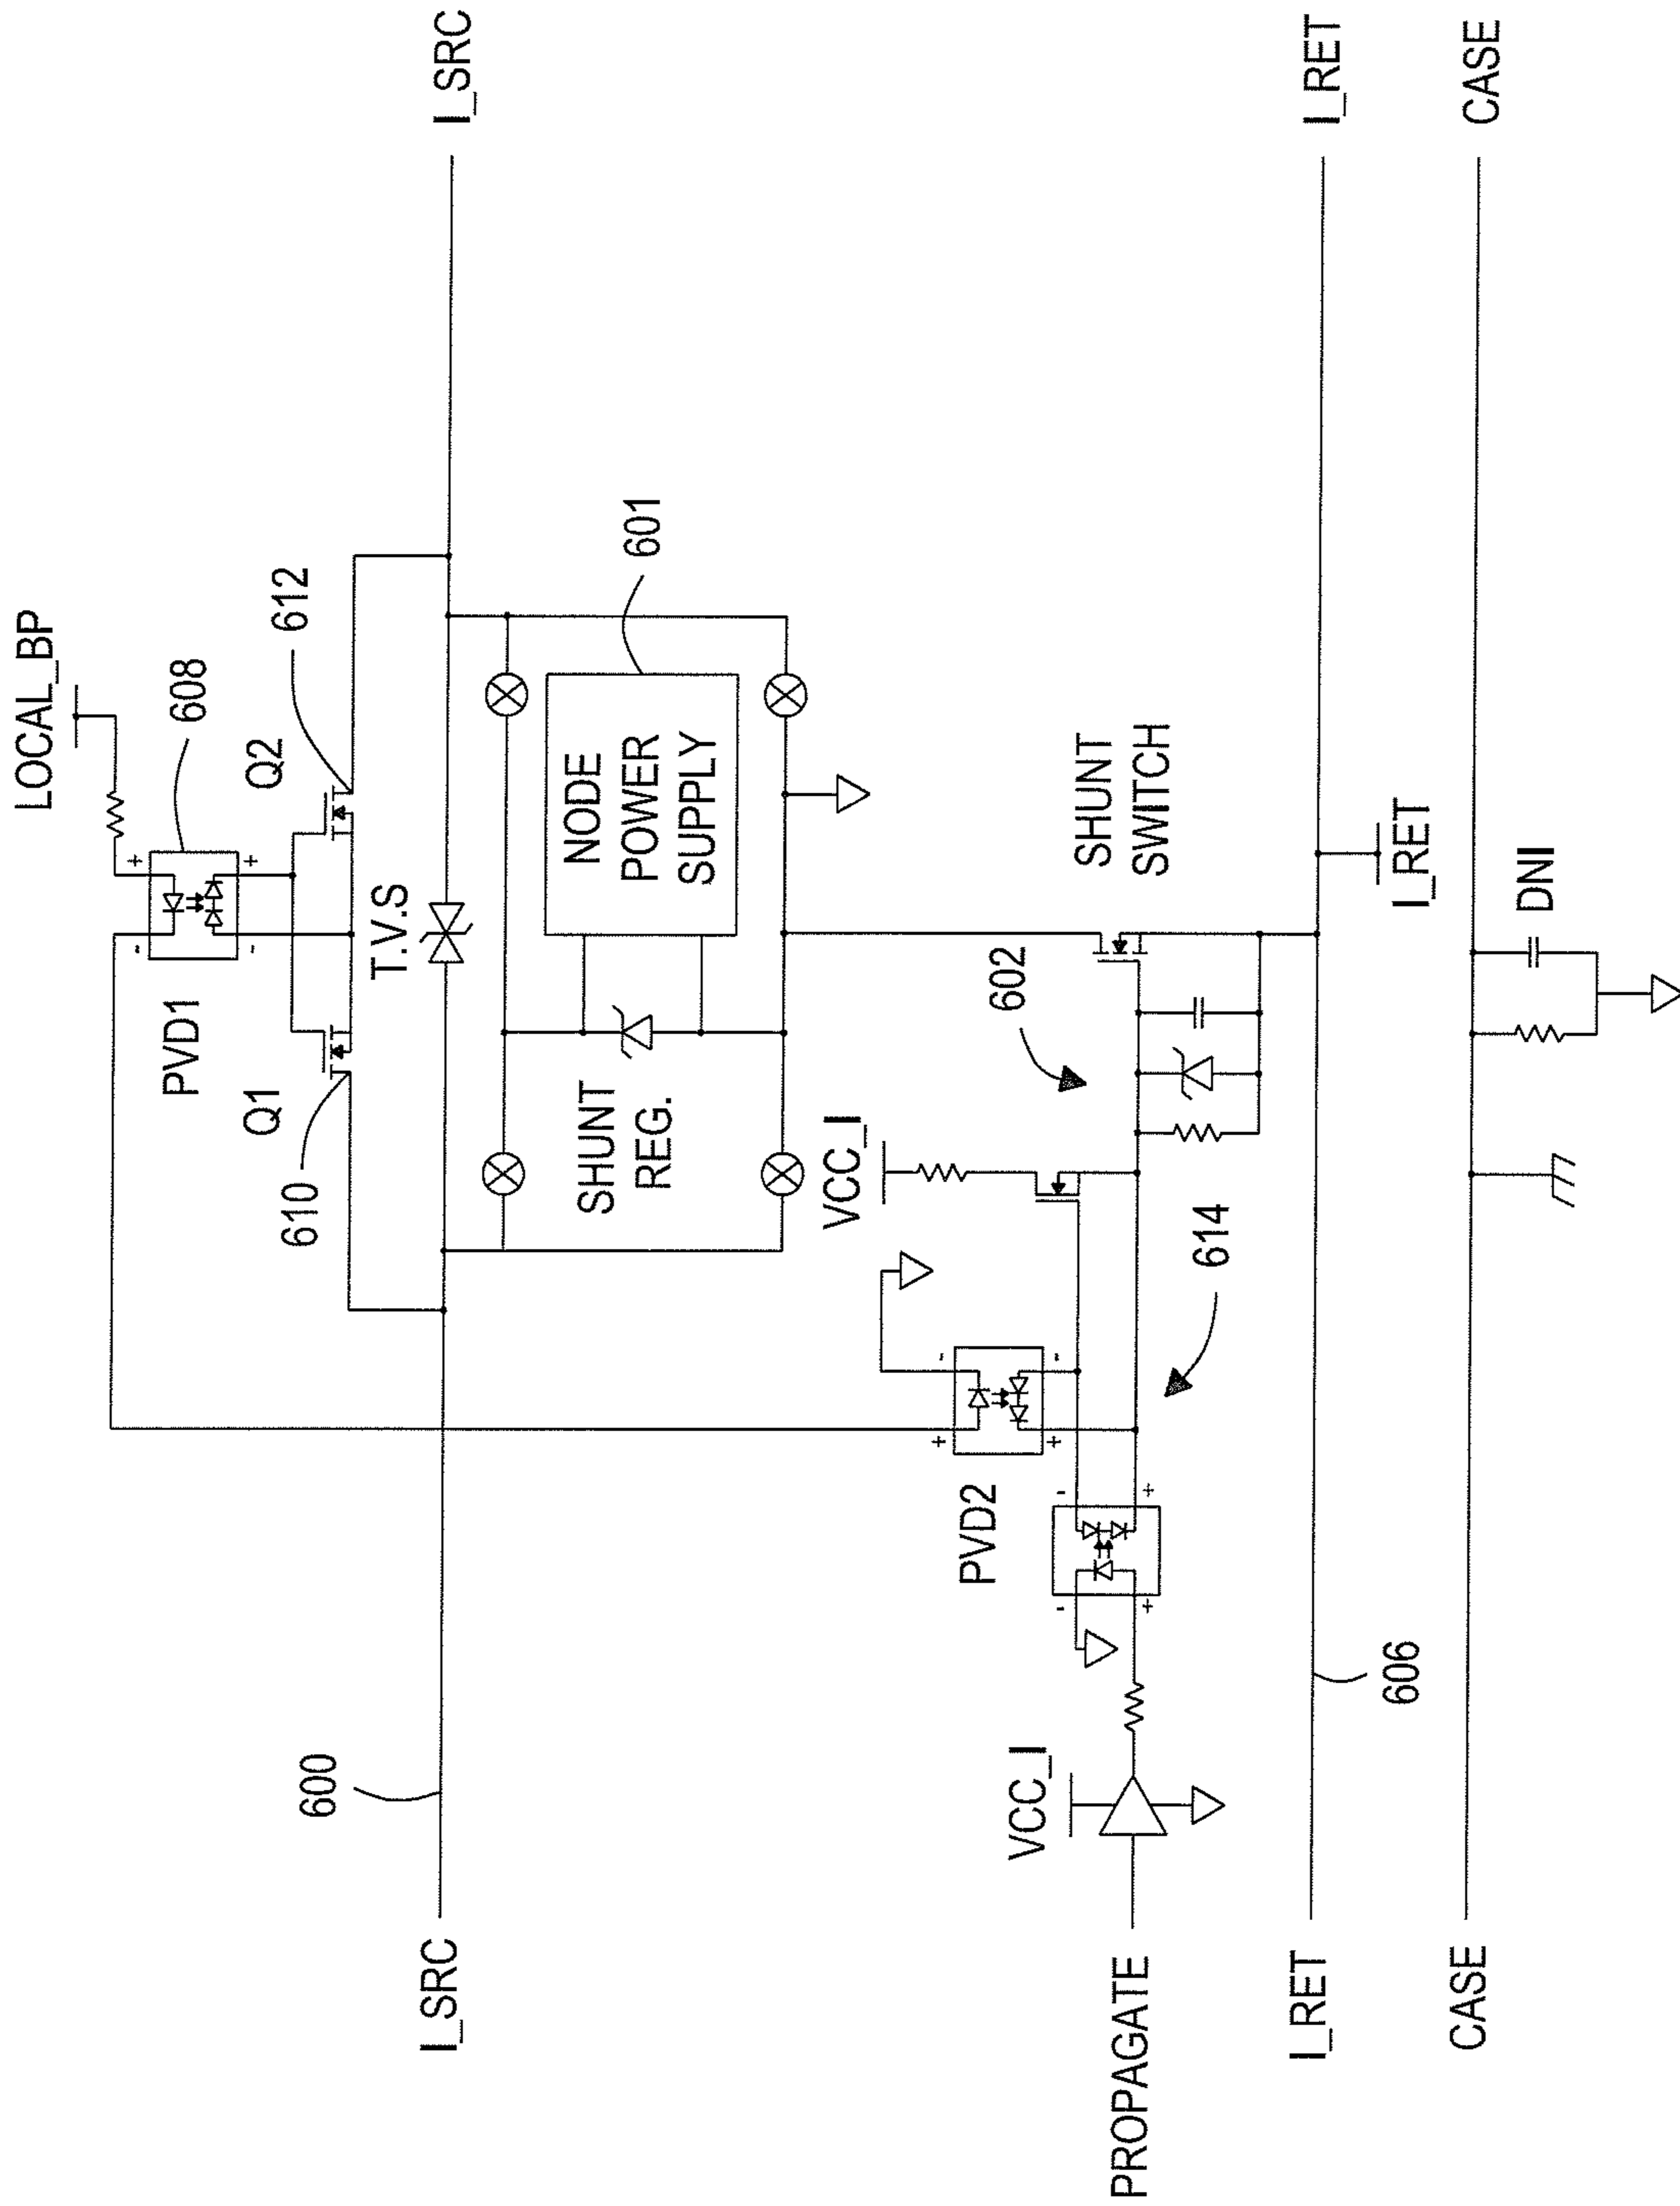 LOCAL_BP
608
612
Q2
PVD1
Q1
610
T.V.S
I_SRC
600
I_SRC
601
NODE
POWER
SUPPLY
SHUNT
REG.
VCC_I
602
SHUNT
SWITCH
PVD2
614
VCC_I
PROPAGATE
I_RET
606
I_RET
I_RET
CASE
CASE
DNI
+
-
+
-
+
-
+
-
-
+
-
+